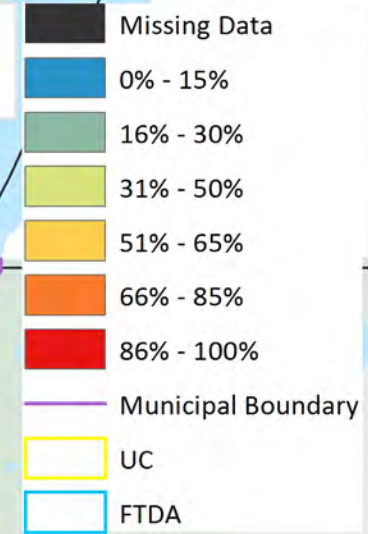 Missing Data
0% - 15%
16% - 30%
31% - 50%
51% - 65%
66% - 85%
86% - 100%
Municipal Boundary
UC
FTDA